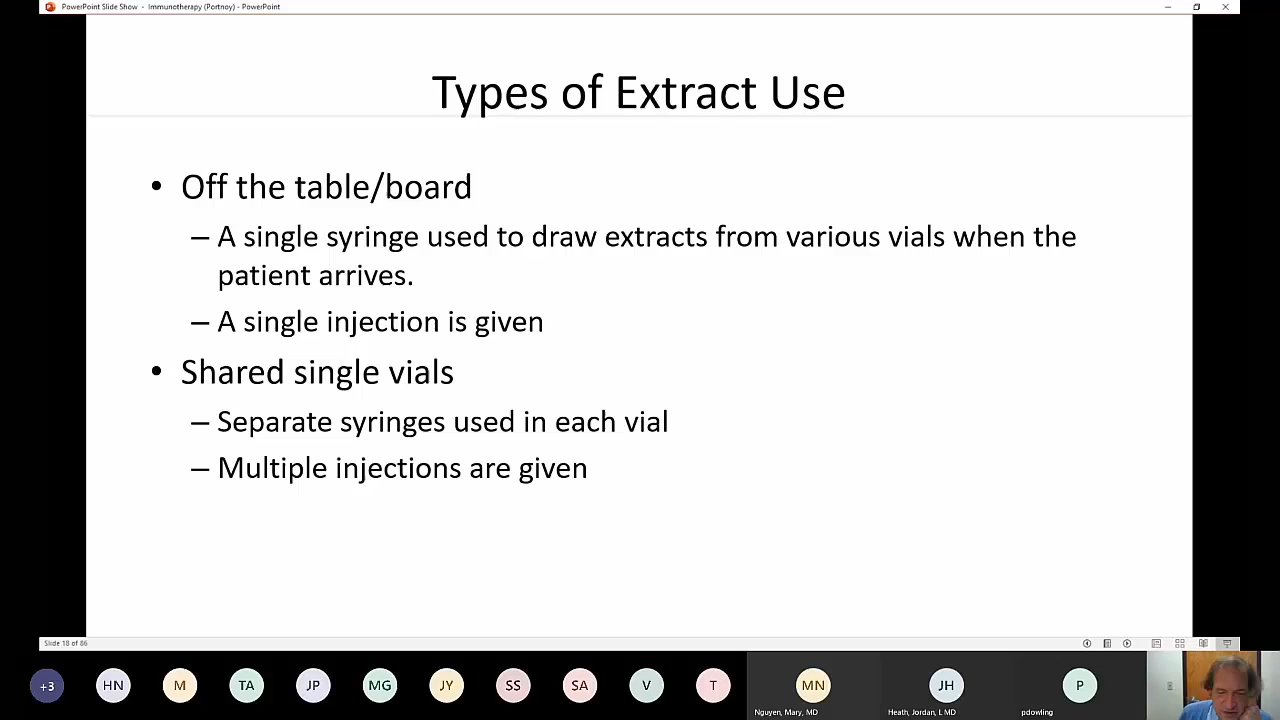 PowerPoint Slide Show - Immunotherapy (Portnoy) - PowerPoint
Types of Extract Use
• Off the table/board
– A single syringe used to draw extracts from various vials when the
patient arrives.
– A single injection is given
• Shared single vials
– Separate syringes used in each vial
– Multiple injections are given
Slide 18 of 86
+3 HN M TA JP MG JY SS SA V T MN JH P
Nguyen, Mary, MD Heath, Jordan, L MD pdowling